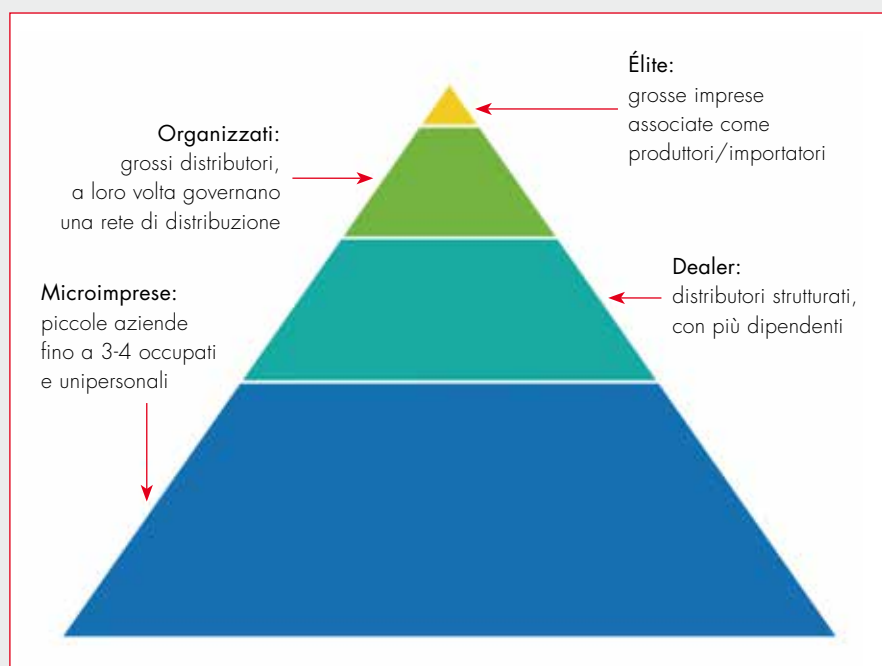 Élite:
grosse imprese
associate come
produttori/importatori
Organizzati:
grossi distributori,
a loro volta governano
una rete di distribuzione
Dealer:
distributori strutturati,
con più dipendenti
Microimprese:
piccole aziende
fino a 3-4 occupati
e unipersonali